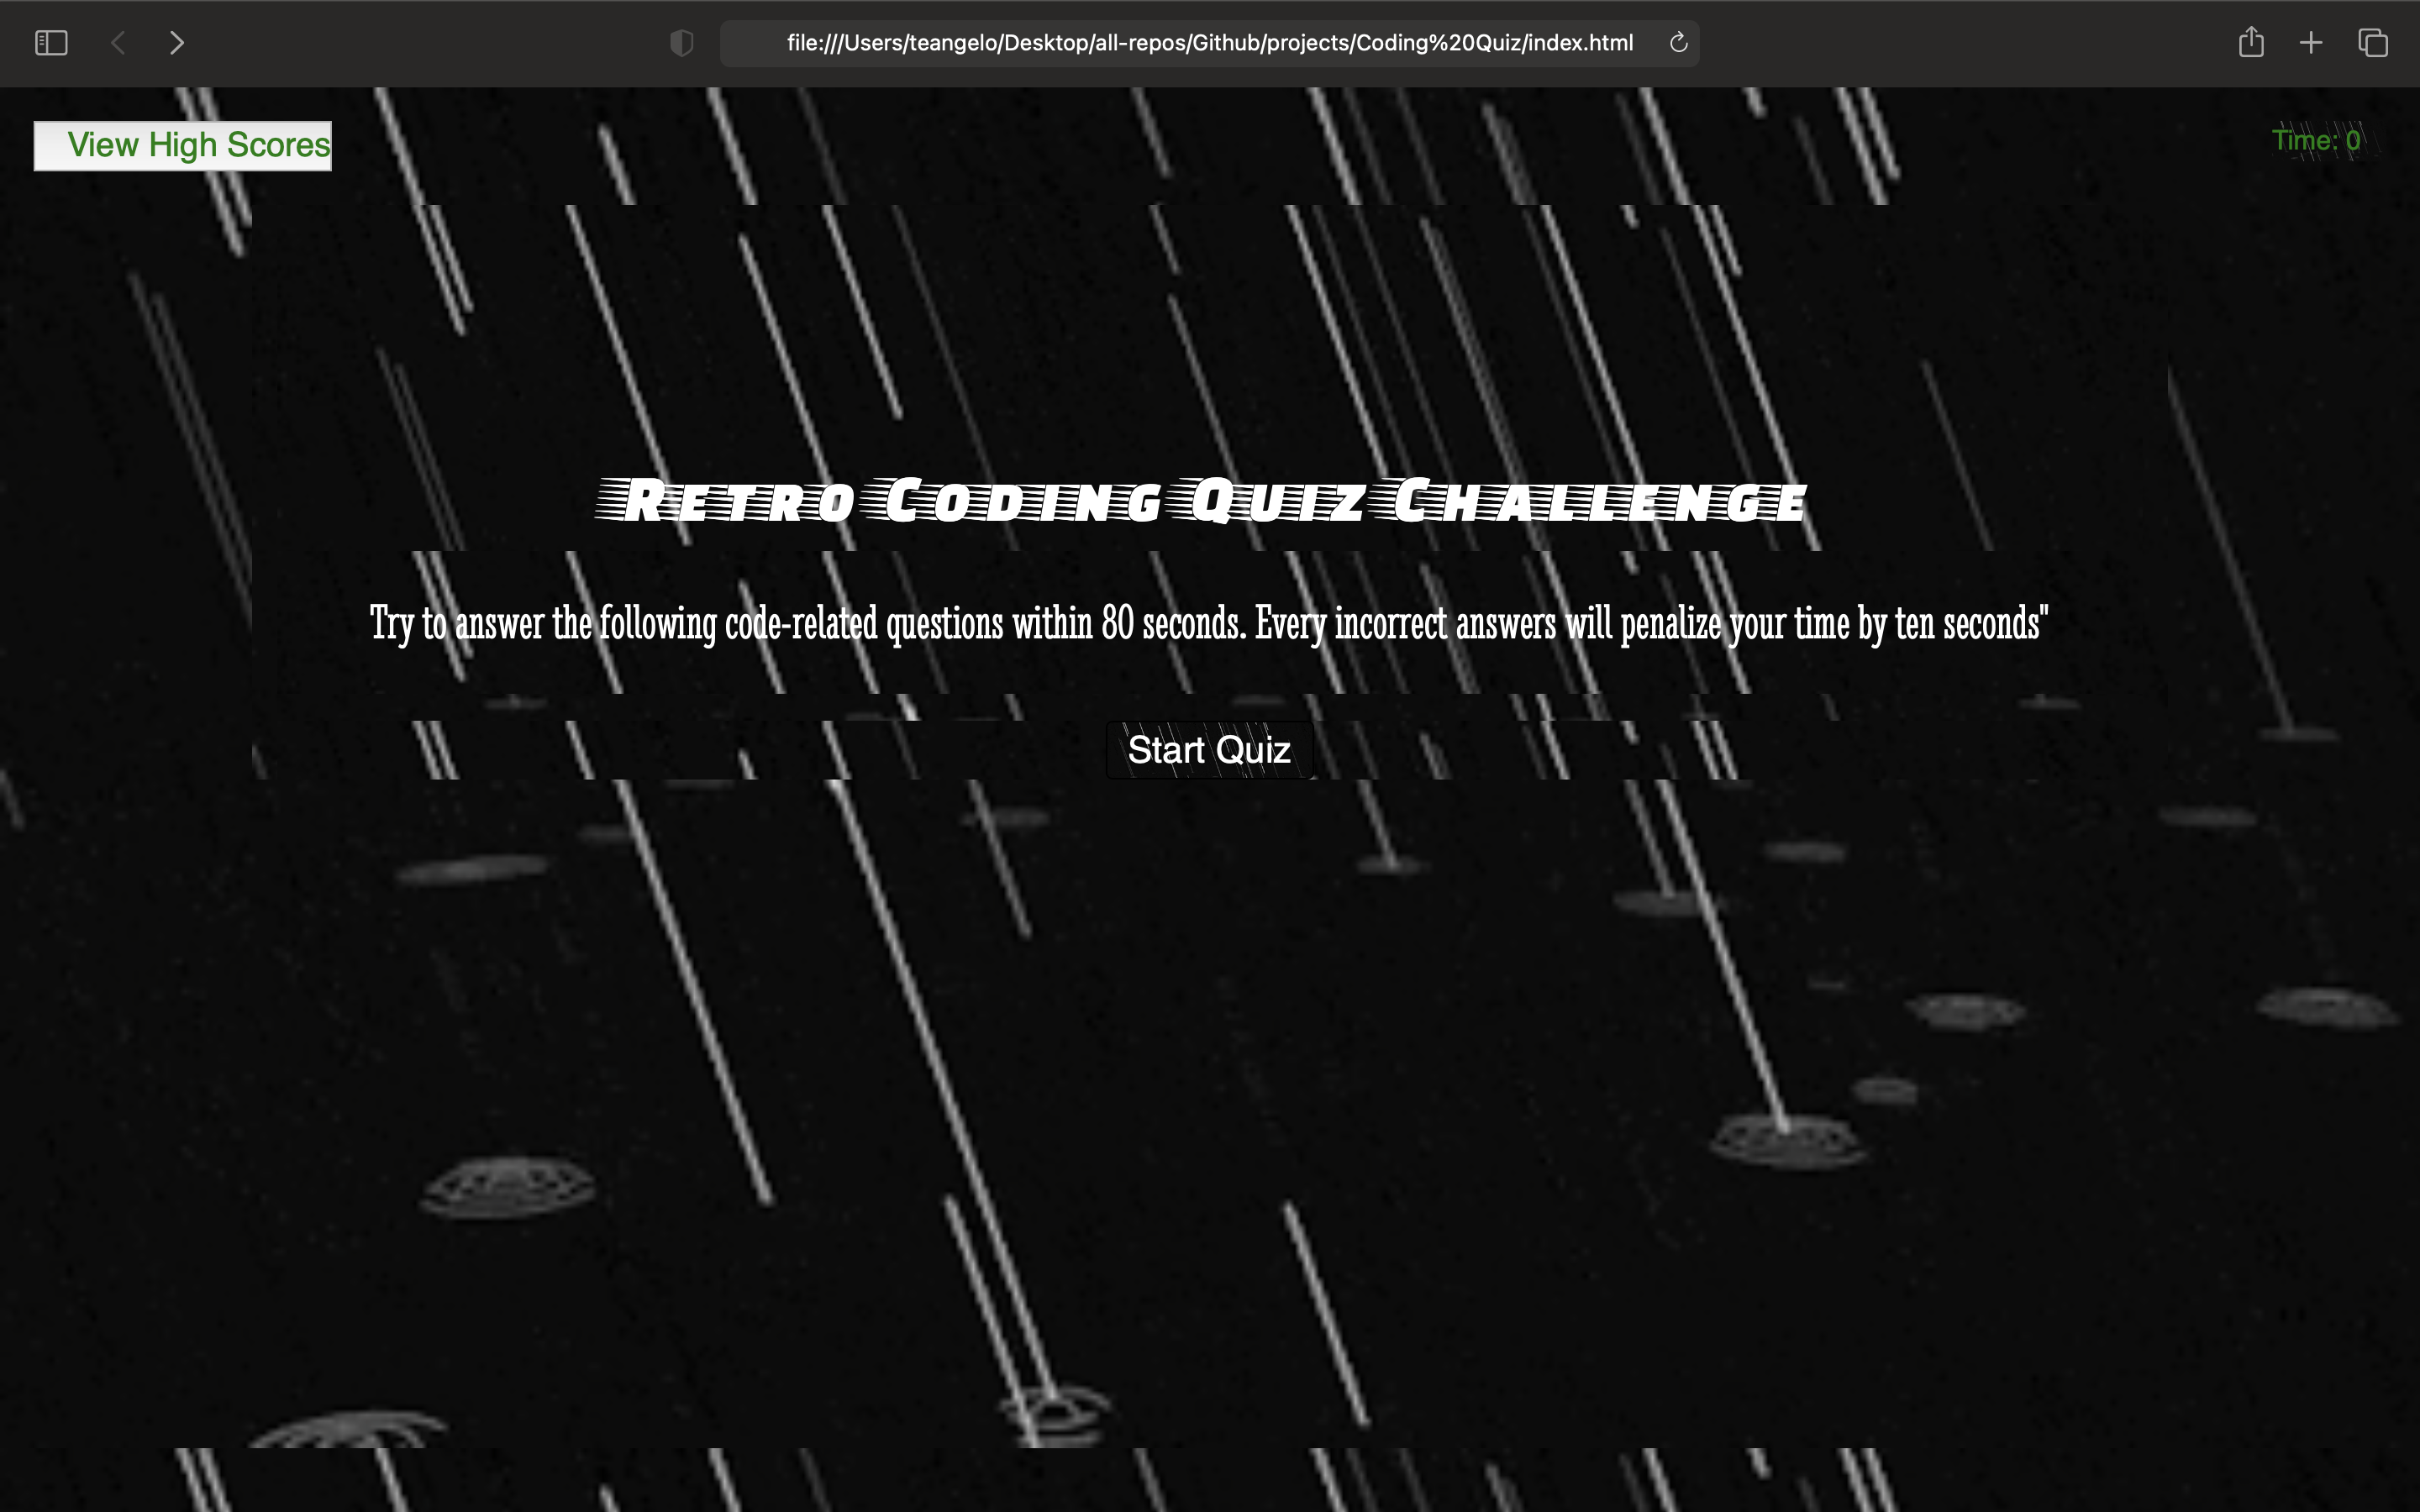 file:///Users/teangelo/Desktop/all-repos/Github/projects/Coding%20Quiz/index.html
View High Scores
Time: 0
Retro Coding Quiz Challenge
Try to answer the following code-related questions within 80 seconds. Every incorrect answers will penalize your time by ten seconds"
Start Quiz